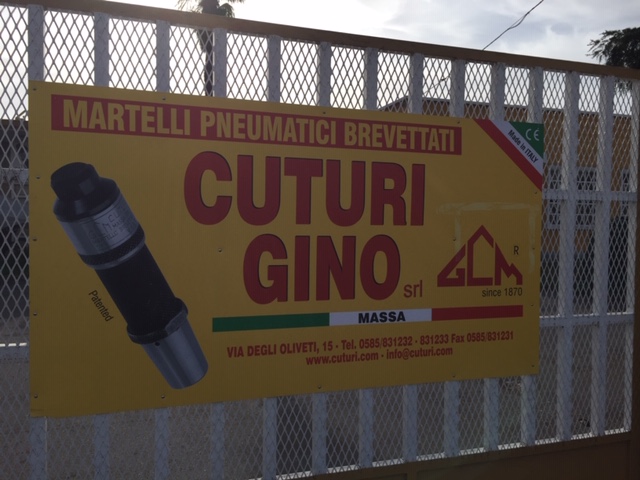 MARTELLI PNEUMATICI BREVETTATI
CE
Made in ITALY
CUTURI
GINO srl
GCM R
since 1870
Patented
MASSA
VIA DEGLI OLIVETI, 15 - Tel. 0585/831232 - 831233 Fax 0585/831231
www.cuturi.com - info@cuturi.com